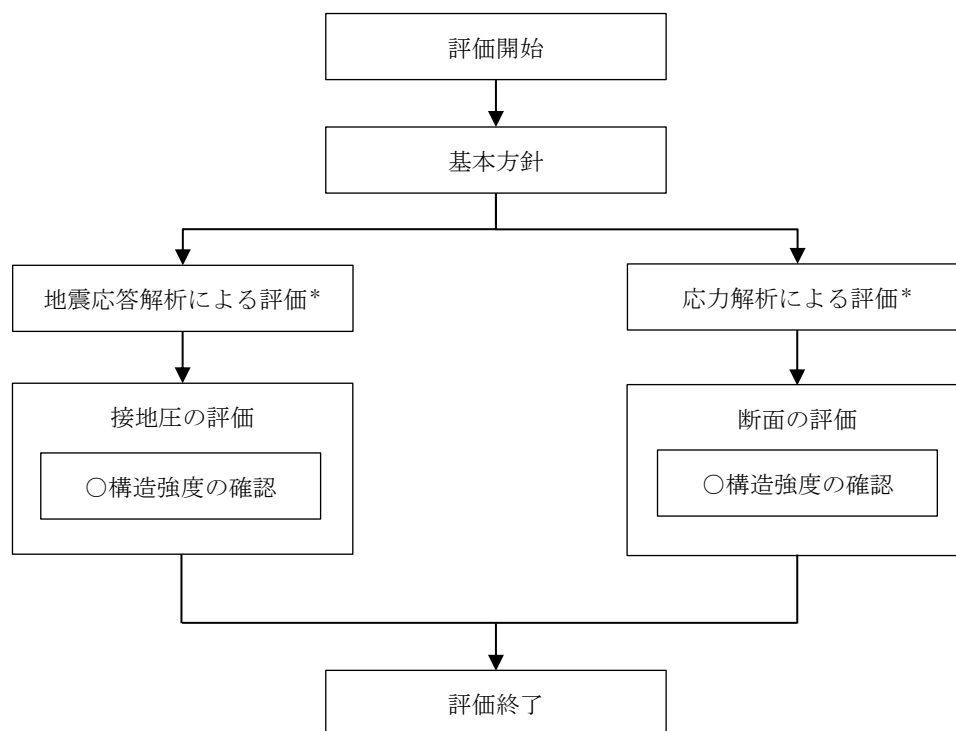 評価開始
基本方針
地震応答解析による評価*
応力解析による評価*
接地圧の評価
○構造強度の確認
断面の評価
○構造強度の確認
評価終了